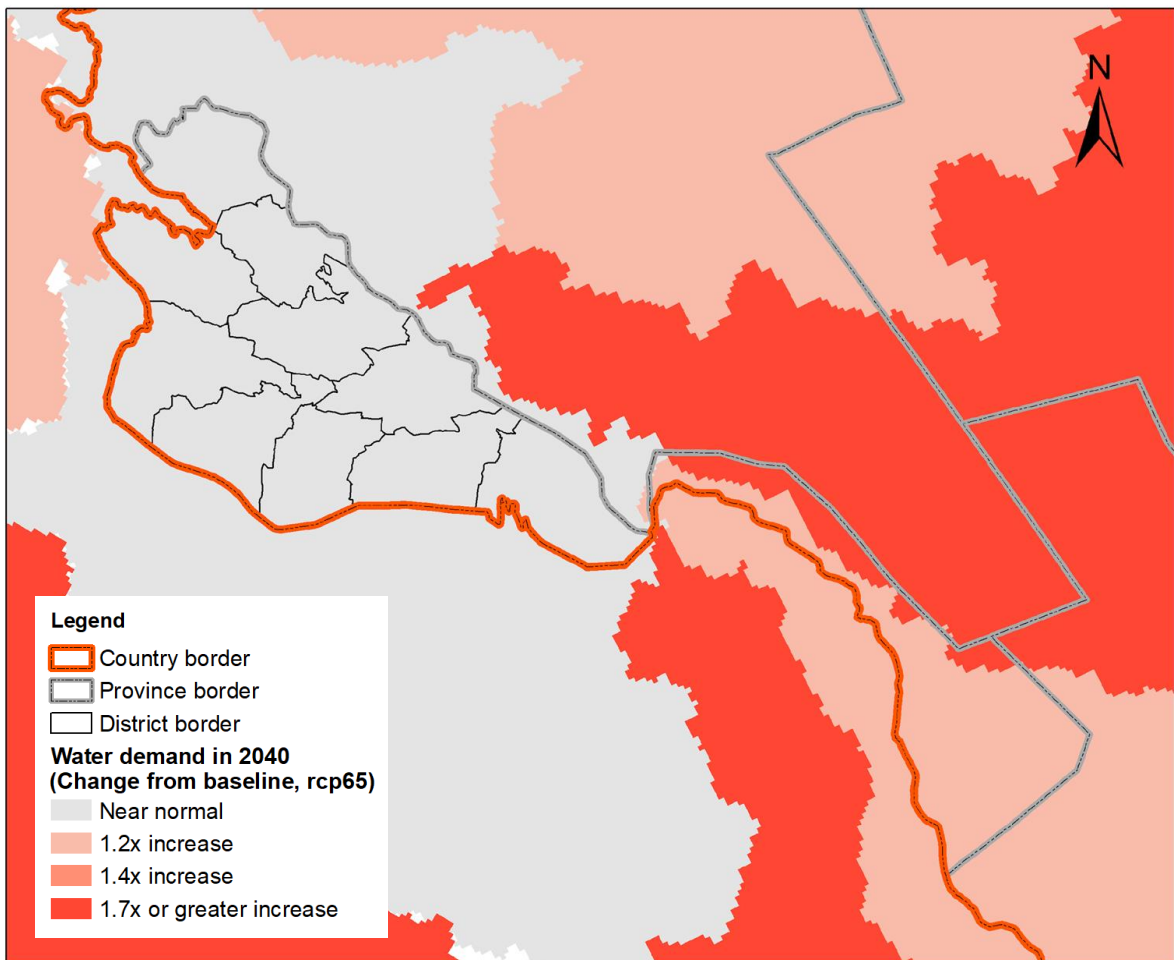 N
Legend
Country border
Province border
District border
Water demand in 2040
(Change from baseline, rcp65)
Near normal
1.2x increase
1.4x increase
1.7x or greater increase